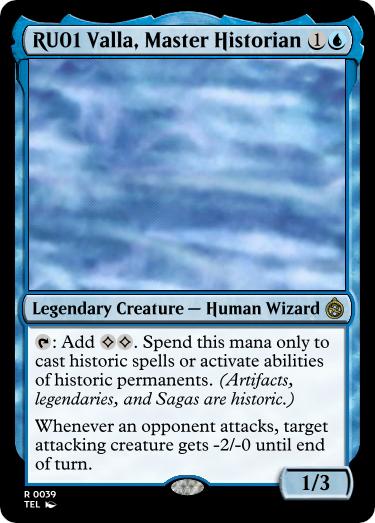 RU01 Valla, Master Historian 1
Legendary Creature — Human Wizard
: Add . Spend this mana only to
cast historic spells or activate abilities
of historic permanents. (Artifacts,
legendaries, and Sagas are historic.)
Whenever an opponent attacks, target
attacking creature gets -2/-0 until end
of turn.
1/3
R 0039
TEL